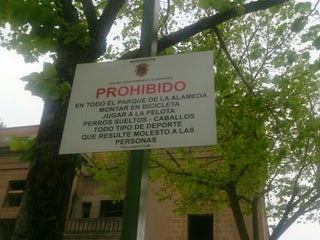 PROHIBIDO
EN TODO EL PARQUE DE LA ALAMEDA
MONTAR EN BICICLETA
JUGAR A LA PELOTA
PERROS SUELTOS - CABALLOS
TODO TIPO DE DEPORTE
QUE RESULTE MOLESTO A LAS
PERSONAS